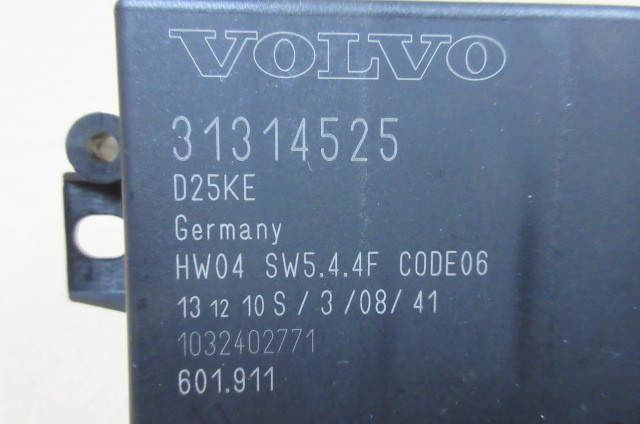 VOLVO
31314525
D25KE
Germany
HW04 SW5.4.4F CODE06
13 12 10 S / 3 /08/ 41
1032402771
601.911